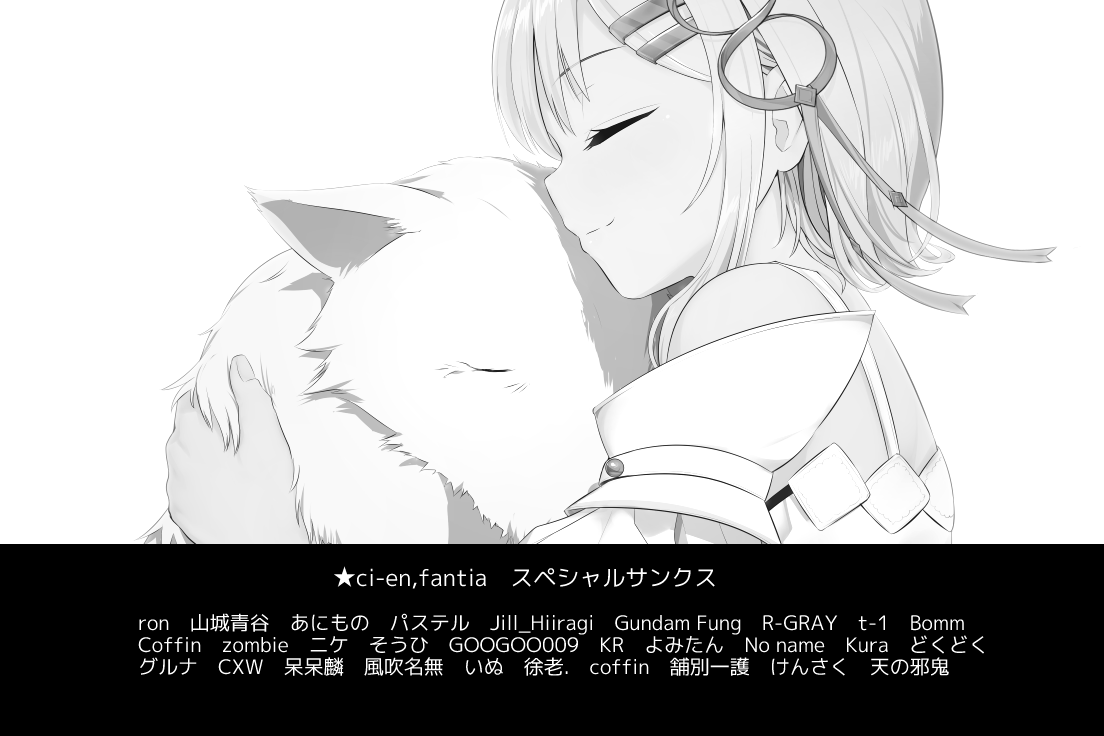 ★ci-en,fantia　スペシャルサンクス
ron　山城青谷　あにもの　パステル　Jill_Hiiragi　Gundam Fung　R-GRAY　t-1　Bomm
Coffin　zombie　ニケ　そうひ　GOOGOO009　KR　よみたん　No name　Kura　どくどく
グルナ　CXW　呆呆麟　風吹名無　いぬ　徐老.　coffin　舗別一護　けんさく　天の邪鬼